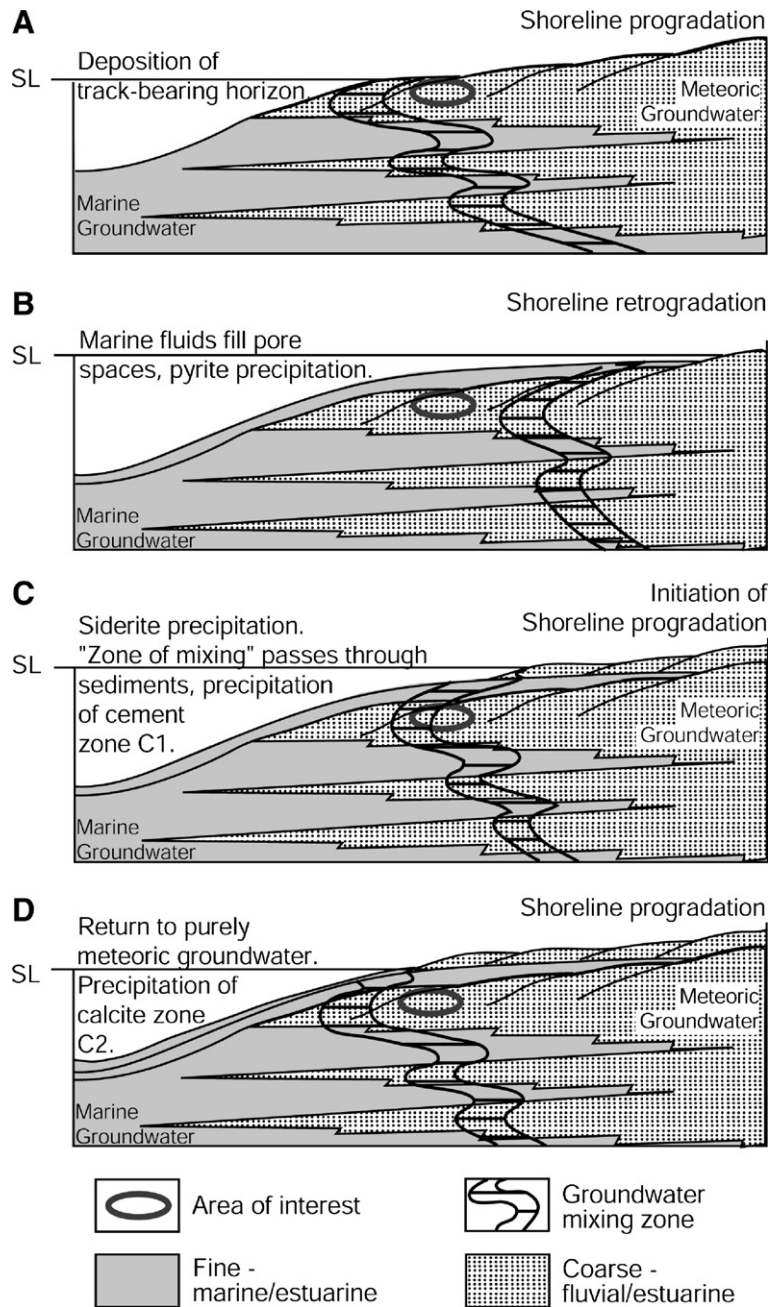 A
Shoreline progradation
SL
Deposition of
track-bearing horizon.
Meteoric
Groundwater
Marine
Groundwater
B
Shoreline retrogradation
SL
Marine fluids fill pore
spaces, pyrite precipitation.
Marine
Groundwater
C
Initiation of
Shoreline progradation
Siderite precipitation.
SL
"Zone of mixing" passes through
sediments, precipitation
of cement
zone C1.
Meteoric
Groundwater
Marine
Groundwater
D
Shoreline progradation
Return to purely
meteoric groundwater.
SL
Precipitation of
calcite zone
C2.
Meteoric
Groundwater
Marine
Groundwater
Area of interest
Groundwater
mixing zone
Fine -
marine/estuarine
Coarse -
fluvial/estuarine